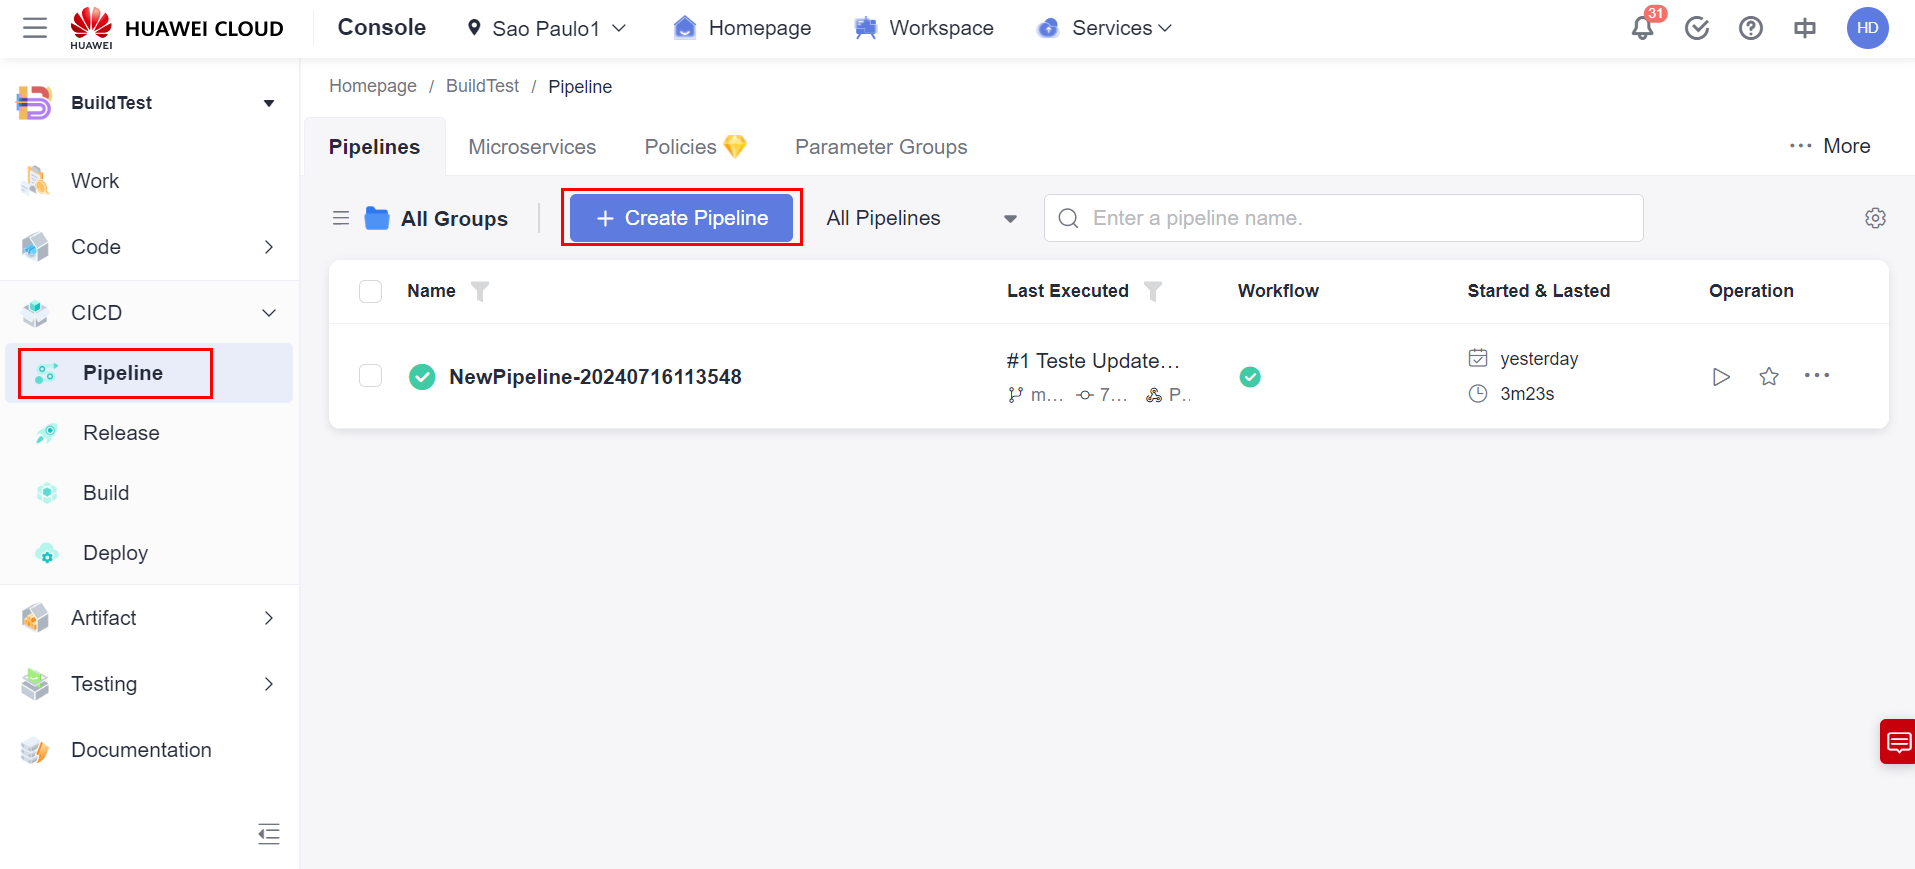 HUAWEI
HUAWEI CLOUD
Console
Sao Paulo1
Homepage
Workspace
Services
31
中
HD
BuildTest
Work
Code
CICD
Pipeline
Release
Build
Deploy
Artifact
Testing
Documentation
Homepage / BuildTest / Pipeline
Pipelines
Microservices
Policies
Parameter Groups
··· More
All Groups
+ Create Pipeline
All Pipelines
Enter a pipeline name.
Name
Last Executed
Workflow
Started & Lasted
Operation
NewPipeline-20240716113548
#1 Teste Update...
m... 7... P..
yesterday
3m23s